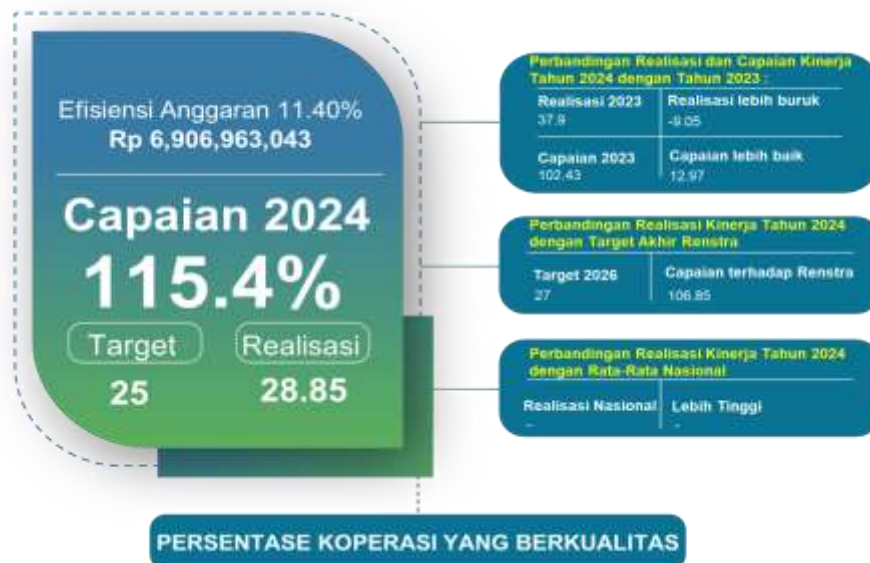 Efisiensi Anggaran 11.40%
Rp 6,906,963,043
Capaian 2024
115.4%
Target
Realisasi
25
28.85
Perbandingan Realisasi dan Capaian Kinerja
Tahun 2024 dengan Tahun 2023 :
Realisasi 2023
Realisasi lebih buruk
37.9
-9.05
Capaian 2023
Capaian lebih baik
102.43
12.97
Perbandingan Realisasi Kinerja Tahun 2024
dengan Target Akhir Renstra
Target 2026
Capaian terhadap Renstra
27
106.85
Perbandingan Realisasi Kinerja Tahun 2024
dengan Rata-Rata Nasional
Realisasi Nasional
Lebih Tinggi
-
-
PERSENTASE KOPERASI YANG BERKUALITAS